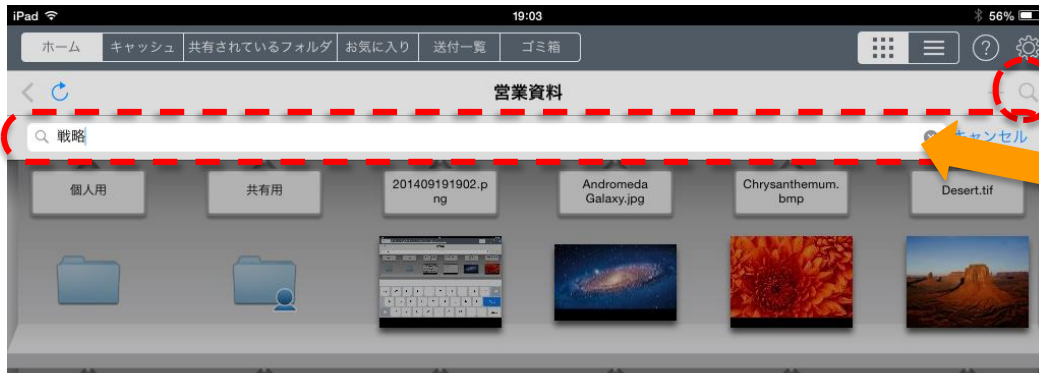 iPad 19:03 56%
ホーム キャッシュ 共有されているフォルダ お気に入り 送付一覧 ゴミ箱
営業資料
戦略 キャンセル
個人用 共有用 201409191902.p
ng Andromeda
Galaxy.jpg Chrysanthemum.
bmp Desert.tif